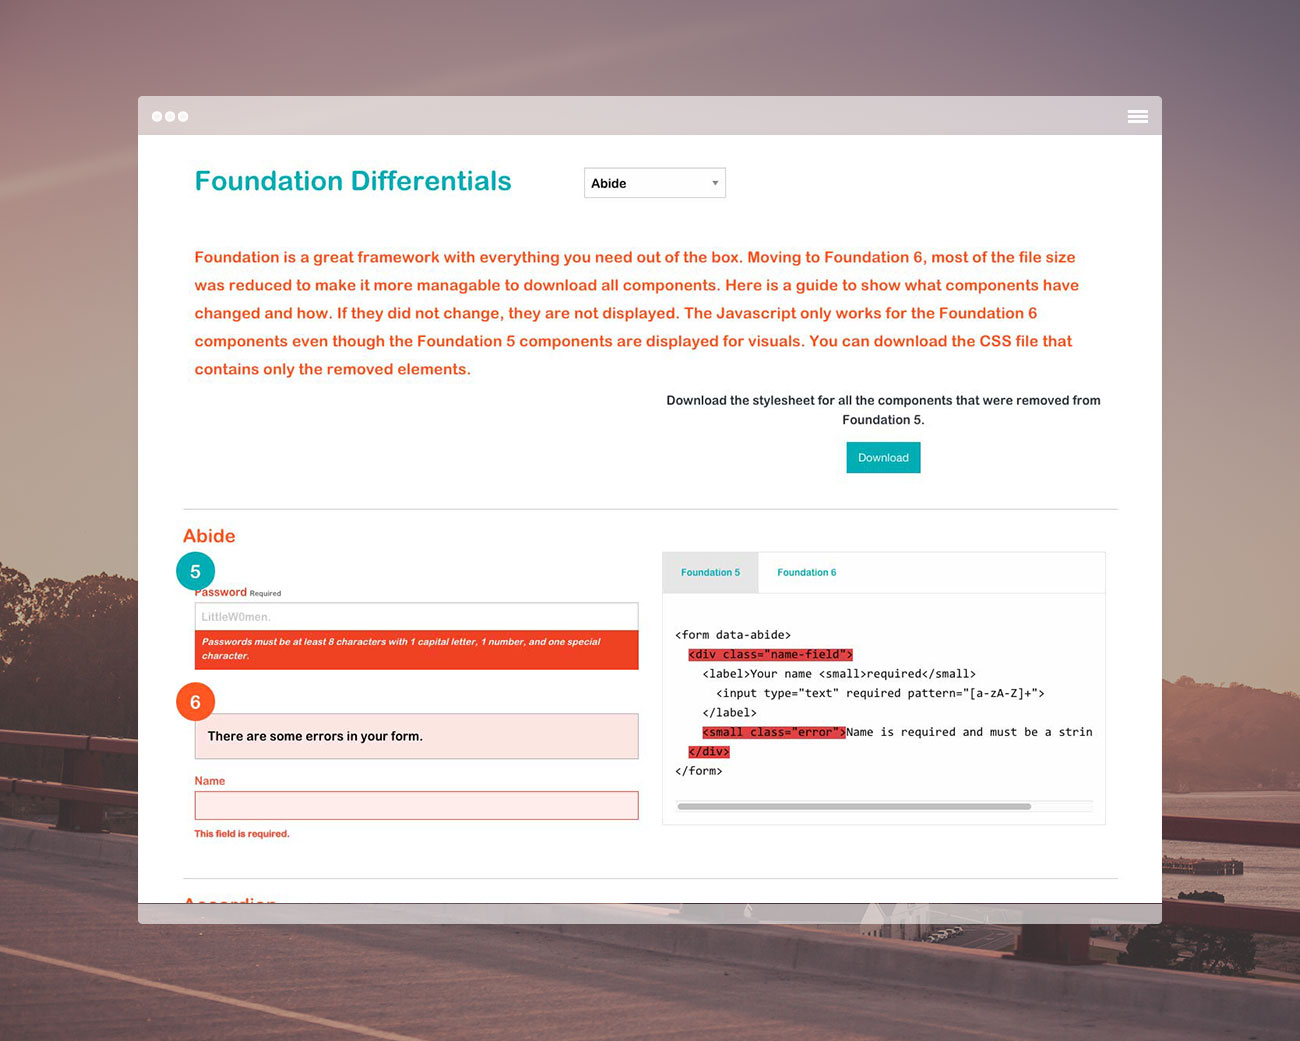 Foundation Differentials
Abide
Foundation is a great framework with everything you need out of the box. Moving to Foundation 6, most of the file size
was reduced to make it more managable to download all components. Here is a guide to show what components have
changed and how. If they did not change, they are not displayed. The Javascript only works for the Foundation 6
components even though the Foundation 5 components are displayed for visuals. You can download the CSS file that
contains only the removed elements.
Download the stylesheet for all the components that were removed from
Foundation 5.
Download
Abide
5
Password Required
LittleW0men.
Passwords must be at least 8 characters with 1 capital letter, 1 number, and one special
character.
6
There are some errors in your form.
Name
This field is required.
Foundation 5
Foundation 6
<form data-abide>
<div class="name-field">
<label>Your name <small>required</small>
<input type="text" required pattern="[a-zA-Z]+">
</label>
<small class="error">Name is required and must be a strin
</div>
</form>
Accordion